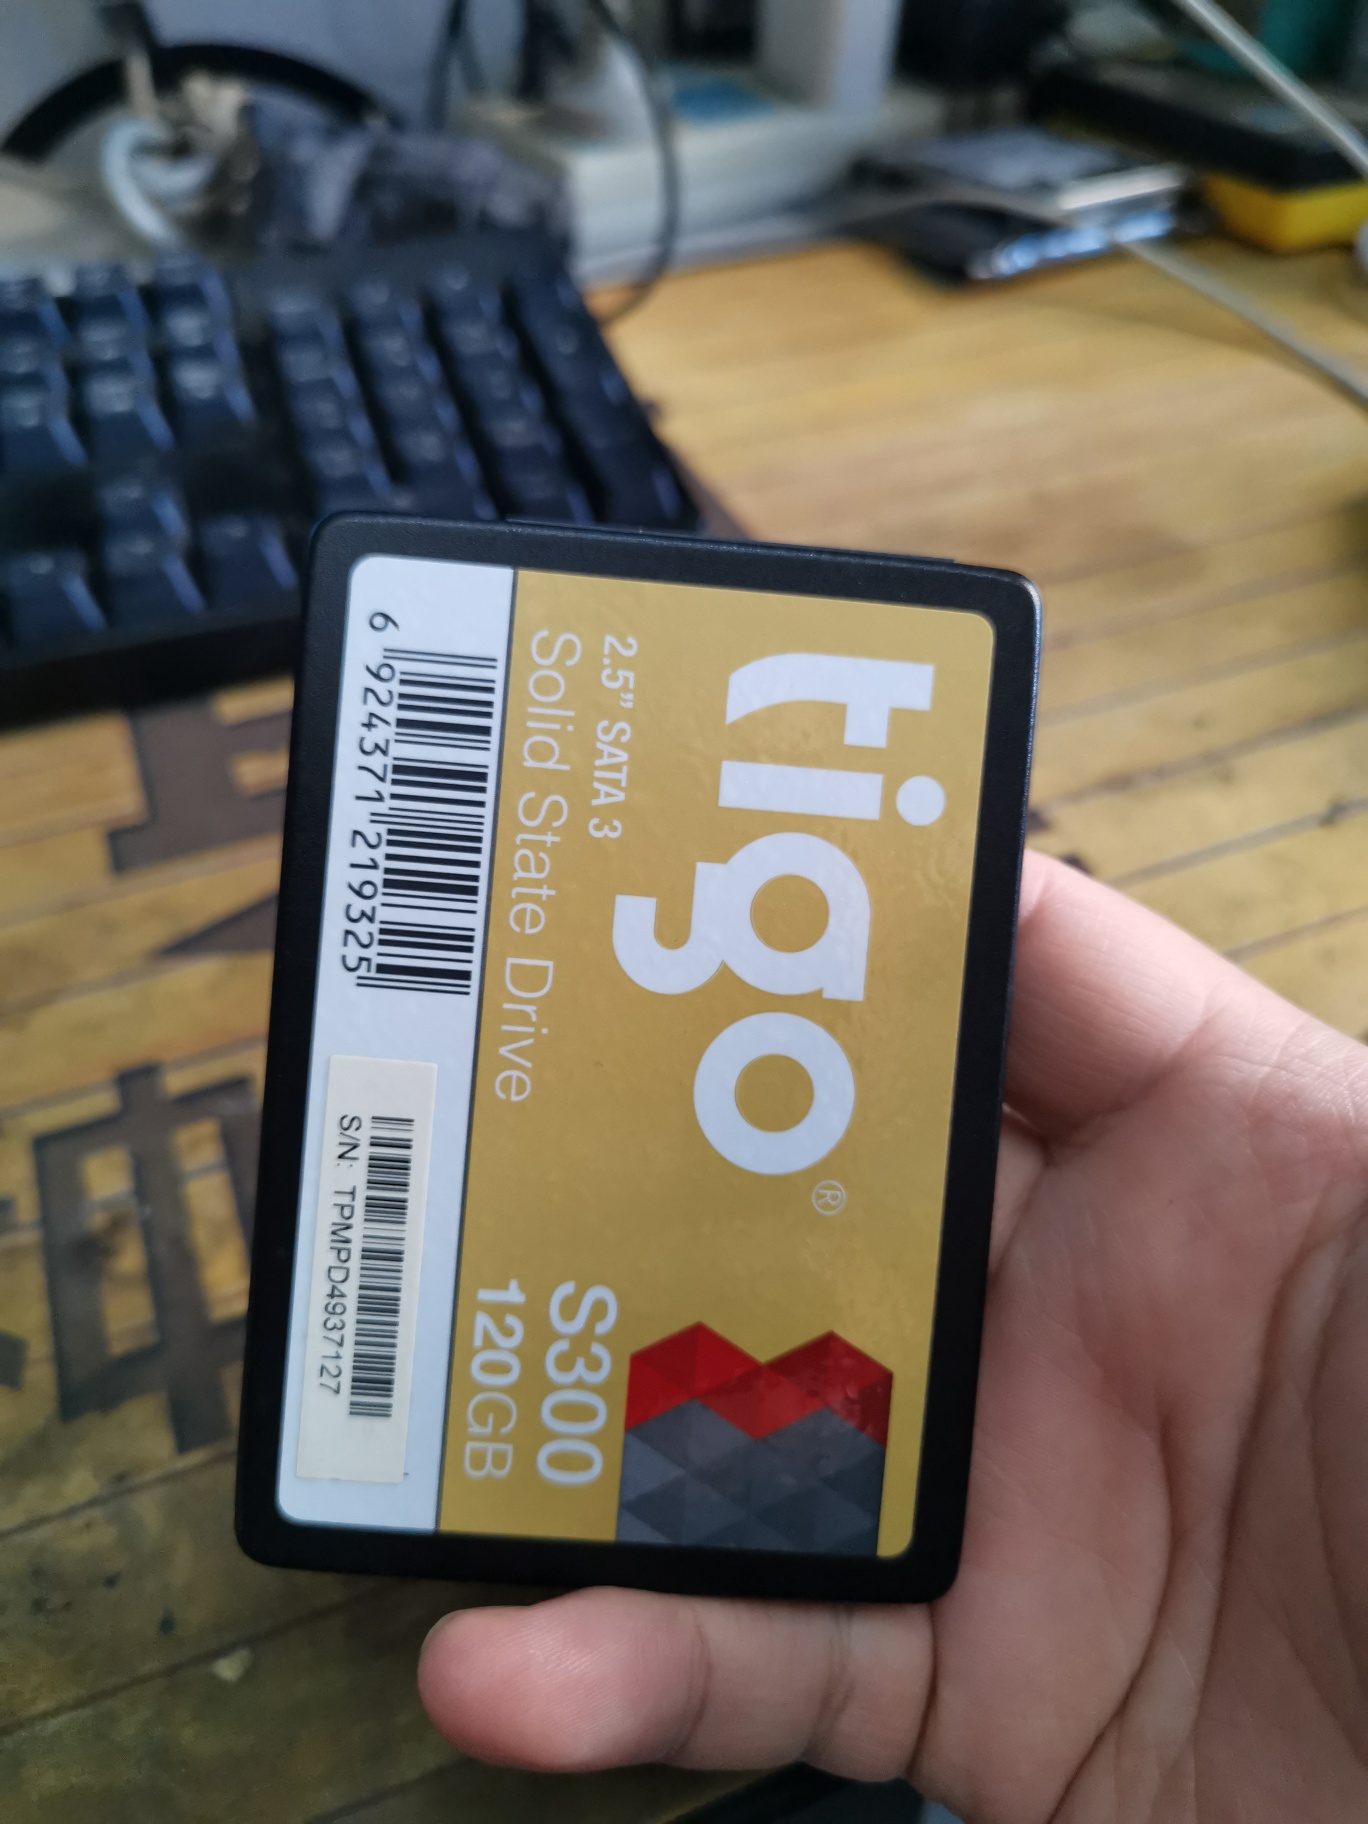 tigo®
2.5” SATA 3
Solid State Drive
S300
120GB
6 924371 219325
S/N: TPMPD4937127